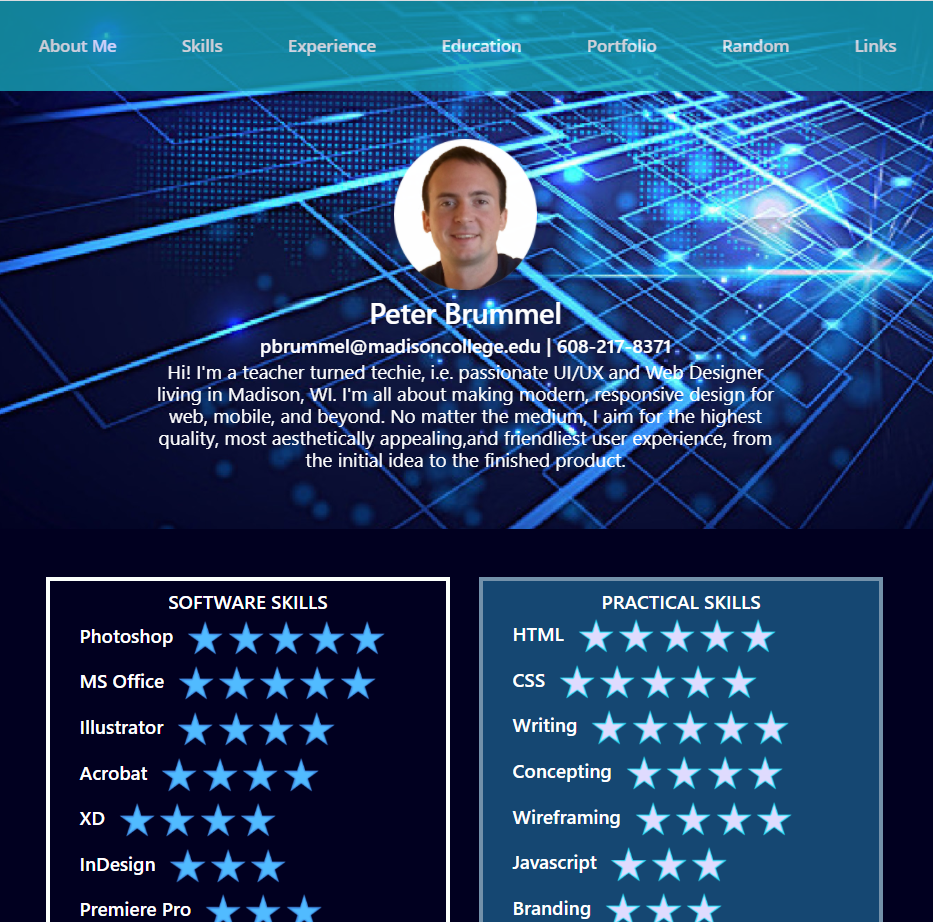 About Me Skills Experience Education Portfolio Random Links
Peter Brummel
pbrummel@madisoncollege.edu | 608-217-8371
Hi! I'm a teacher turned techie, i.e. passionate UI/UX and Web Designer
living in Madison, WI. I'm all about making modern, responsive design for
web, mobile, and beyond. No matter the medium, I aim for the highest
quality, most aesthetically appealing,and friendliest user experience, from
the initial idea to the finished product.
SOFTWARE SKILLS
Photoshop
MS Office
Illustrator
Acrobat
XD
InDesign
Premiere Pro
PRACTICAL SKILLS
HTML
CSS
Writing
Concepting
Wireframing
Javascript
Branding